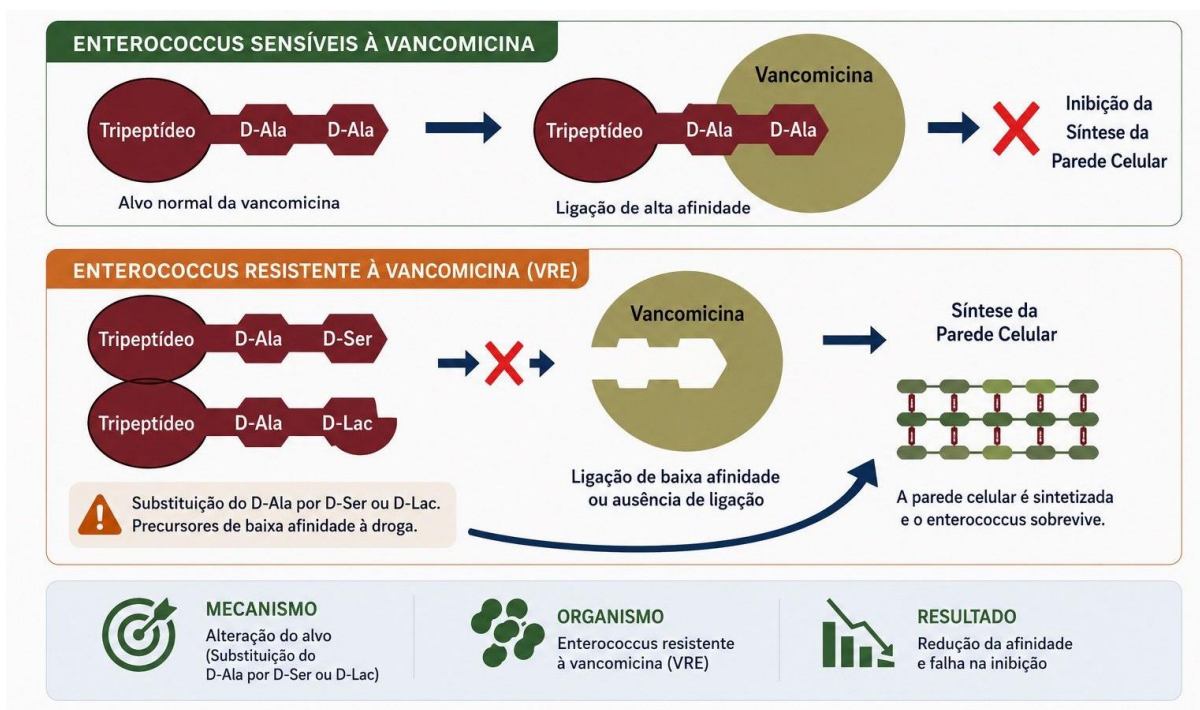 ENTEROCOCCUS SENSÍVEIS À VANCOMICINA
Tripeptídeo
D-Ala
D-Ala
Alvo normal da vancomicina
Vancomicina
Tripeptídeo
D-Ala
D-Ala
Ligação de alta afinidade
Inibição da
Síntese da
Parede Celular
ENTEROCOCCUS RESISTENTE À VANCOMICINA (VRE)
Tripeptídeo
D-Ala
D-Ser
Tripeptídeo
D-Ala
D-Lac
Substituição do D-Ala por D-Ser ou D-Lac.
Precursores de baixa afinidade à droga.
Vancomicina
Ligação de baixa afinidade
ou ausência de ligação
Síntese da
Parede Celular
A parede celular é sintetizada
e o enterococcus sobrevive.
MECANISMO
Alteração do alvo
(Substituição do
D-Ala por D-Ser ou D-Lac)
ORGANISMO
Enterococcus resistente
à vancomicina (VRE)
RESULTADO
Redução da afinidade
e falha na inibição